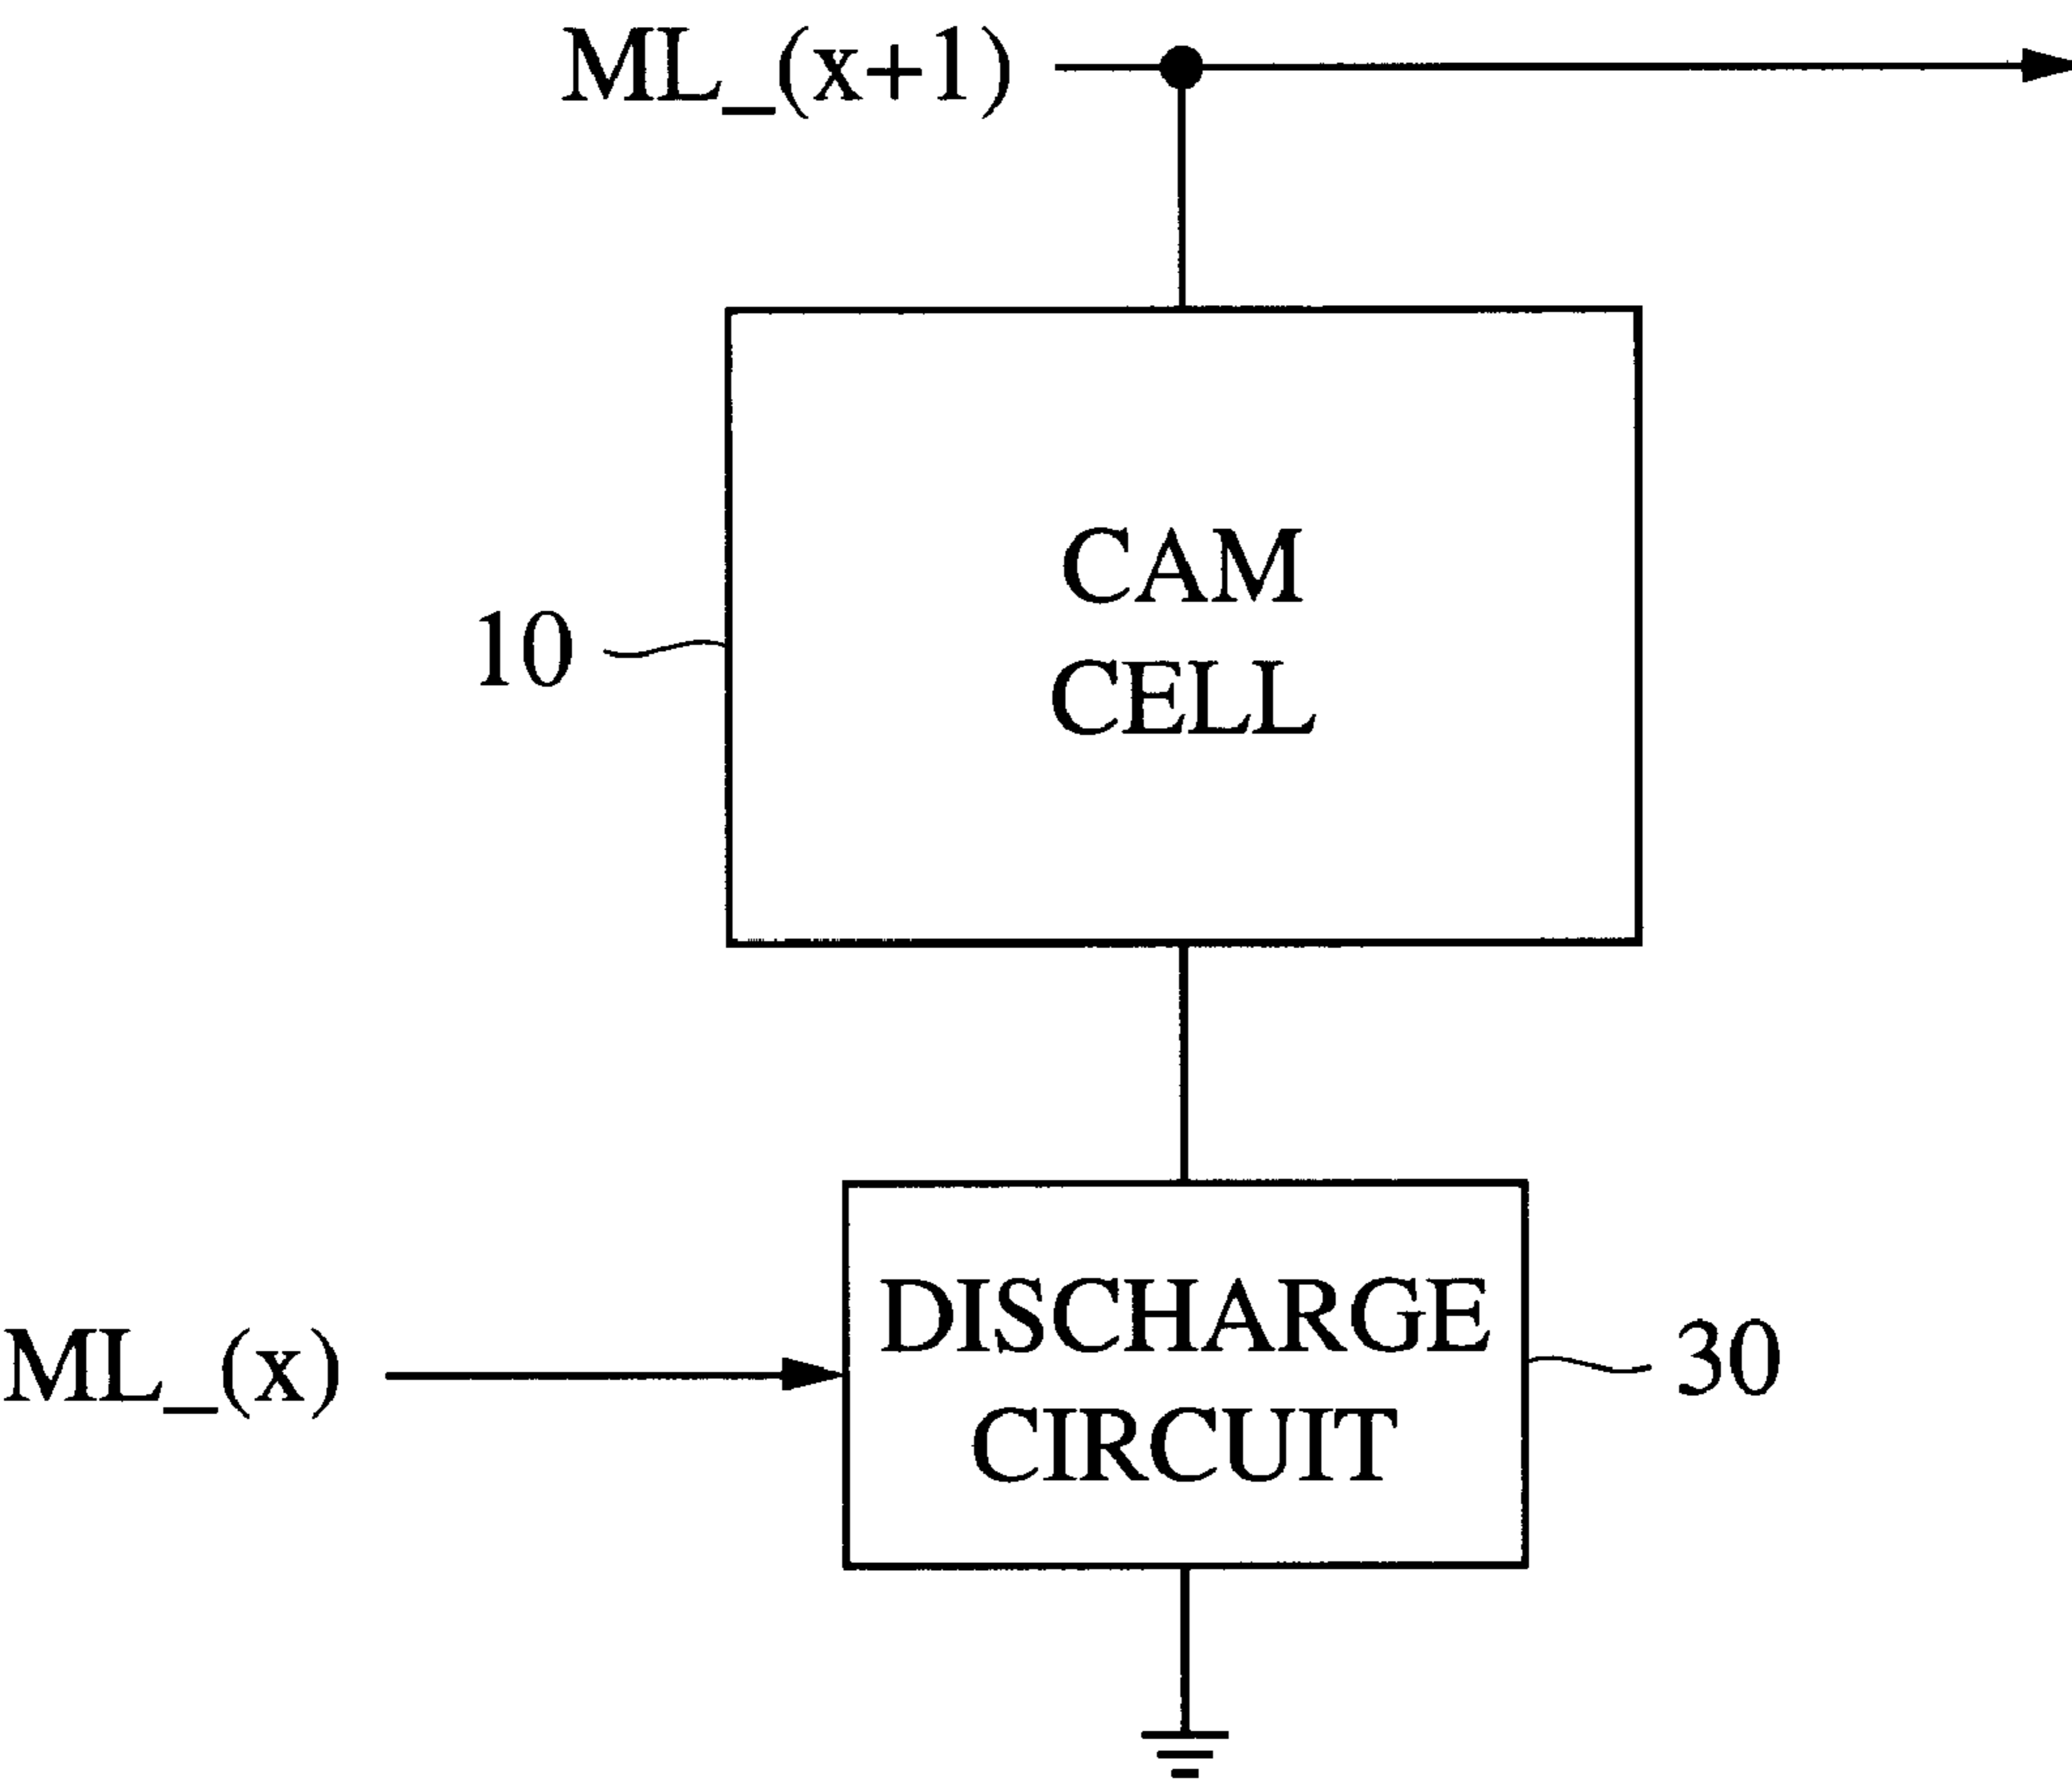 ML_(x+1)
CAM
CELL
10
DISCHARGE
CIRCUIT
ML_(x)
30